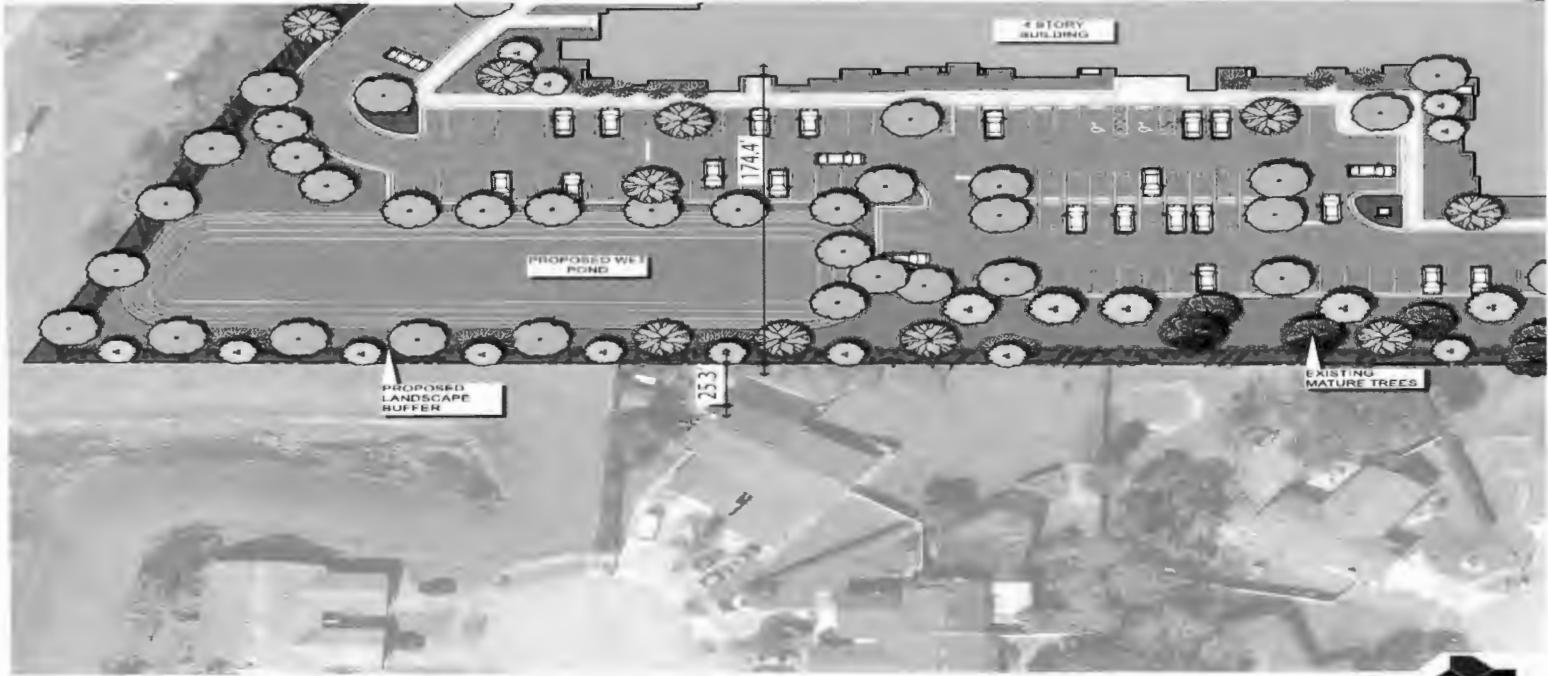 4 STORY
BUILDING
174.4'
PROPOSED WET
POND
25.3'
PROPOSED
LANDSCAPE
BUFFER
EXISTING
MATURE TREES